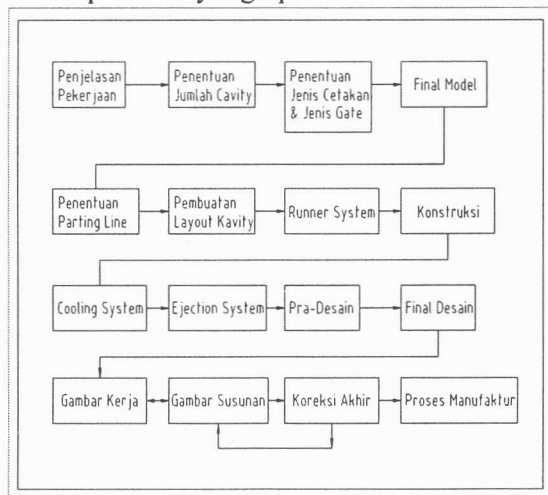 Penjelasan
Pekerjaan
Penentuan
Jumlah Cavity
Penentuan
Jenis Cetakan
& Jenis Gate
Final Model
Penentuan
Parting Line
Pembuatan
Layout Kavity
Runner System
Konstruksi
Cooling System
Ejection System
Pra-Desain
Final Desain
Gambar Kerja
Gambar Susunan
Koreksi Akhir
Proses Manufaktur